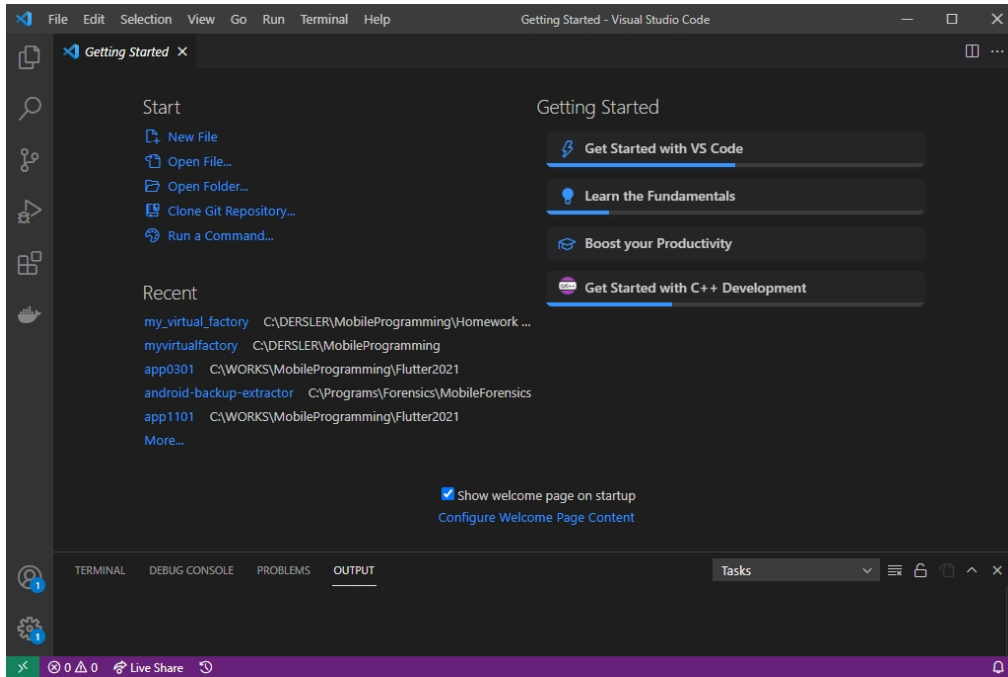 File Edit Selection View Go Run Terminal Help Getting Started - Visual Studio Code
Getting Started
Start
New File
Open File...
Open Folder...
Clone Git Repository...
Run a Command...
Recent
my_virtual_factory C:\DERSLER\MobileProgramming\Homework ...
myvirtualfactory C:\DERSLER\MobileProgramming
app0301 C:\WORKS\MobileProgramming\Flutter2021
android-backup-extractor C:\Programs\Forensics\MobileForensics
app1101 C:\WORKS\MobileProgramming\Flutter2021
More...
Getting Started
Get Started with VS Code
Learn the Fundamentals
Boost your Productivity
C/C++ Get Started with C++ Development
Show welcome page on startup
Configure Welcome Page Content
TERMINAL DEBUG CONSOLE PROBLEMS OUTPUT Tasks
1
1
0 0 Live Share